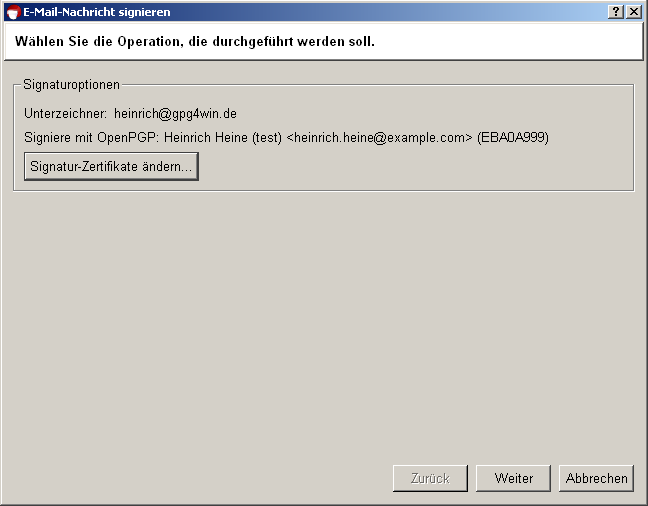 E-Mail-Nachricht signieren
Wählen Sie die Operation, die durchgeführt werden soll.
Signaturoptionen
Unterzeichner: heinrich@gpg4win.de
Signiere mit OpenPGP: Heinrich Heine (test) <heinrich.heine@example.com> (EBA0A999)
Signatur-Zertifikate ändern...
Zurück Weiter Abbrechen